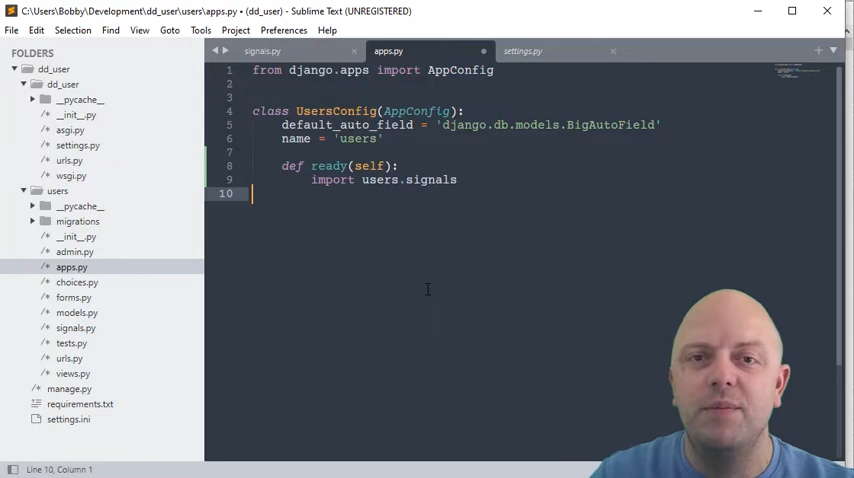 C:\Users\Bobby\Development\dd_user\users\apps.py • (dd_user) - Sublime Text (UNREGISTERED)
File Edit Selection Find View Goto Tools Project Preferences Help
FOLDERS
dd_user
dd_user
__pycache__
__init__.py
asgi.py
settings.py
urls.py
wsgi.py
users
__pycache__
migrations
__init__.py
admin.py
apps.py
choices.py
forms.py
models.py
signals.py
tests.py
urls.py
views.py
manage.py
requirements.txt
settings.ini
signals.py apps.py settings.py
1 from django.apps import AppConfig
2
3
4 class UsersConfig(AppConfig):
5 default_auto_field = 'django.db.models.BigAutoField'
6 name = 'users'
7
8 def ready(self):
9 import users.signals
10
Line 10, Column 1